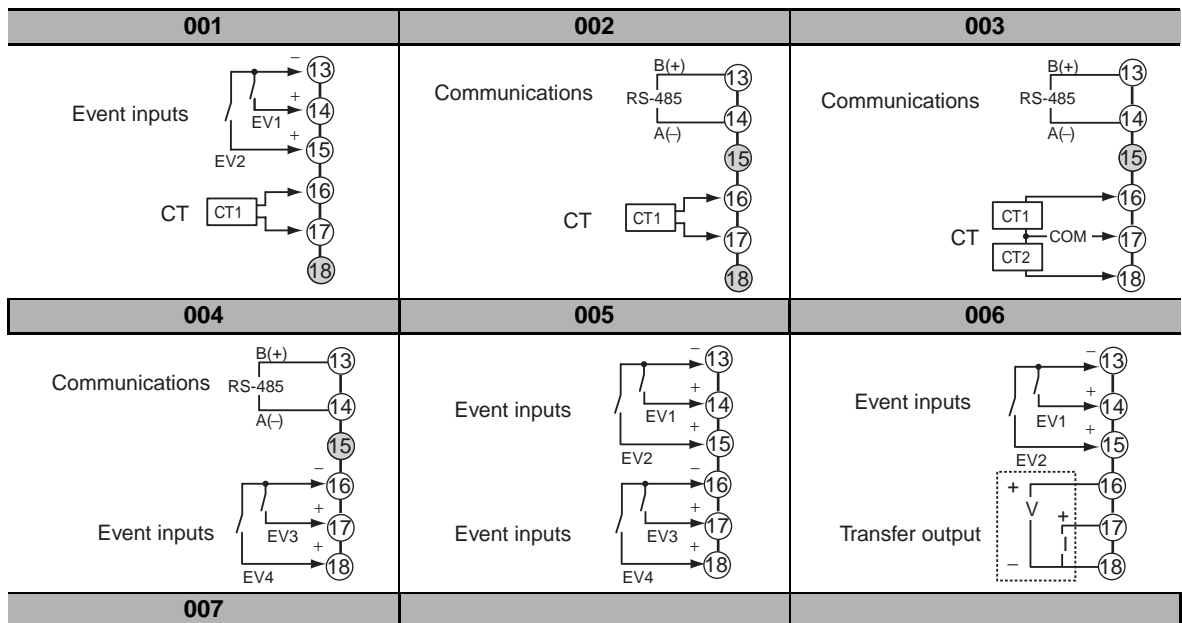 001 002 003
Event inputs
− 13
+ 14
EV1
+ 15
EV2
CT CT1
16
17
18
Communications
B(+) 13
RS-485
14
A(−)
15
CT CT1
16
17
18
Communications
B(+) 13
RS-485
14
A(−)
15
CT
CT1 16
COM 17
CT2
18
004 005 006
Communications
B(+) 13
RS-485
14
A(−)
15
Event inputs
− 16
+ 17
EV3
+ 18
EV4
Event inputs
− 13
+ 14
EV1
+ 15
EV2
Event inputs
− 16
+ 17
EV3
+ 18
EV4
Event inputs
− 13
+ 14
EV1
+ 15
EV2
Transfer output
+ 16
V
+ 17
I
− 18
007